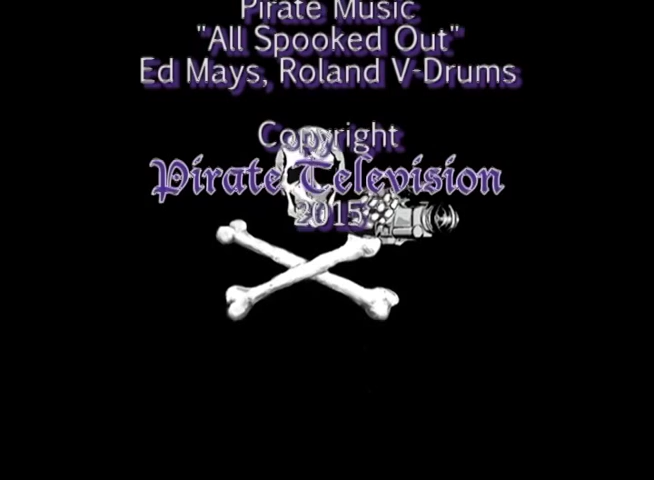 Pirate Music
"All Spooked Out"
Ed Mays, Roland V-Drums
Copyright
Pirate Television
2015